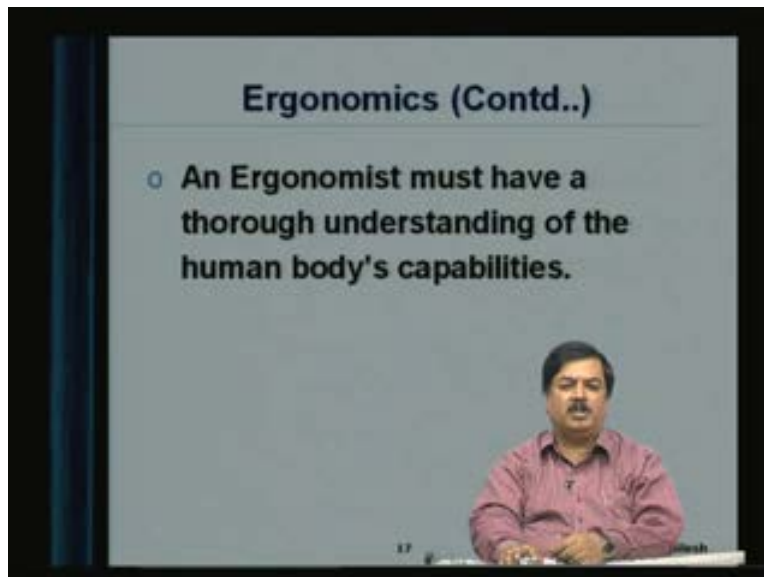 Ergonomics (Contd..)
o An Ergonomist must have a
thorough understanding of the
human body's capabilities.
17